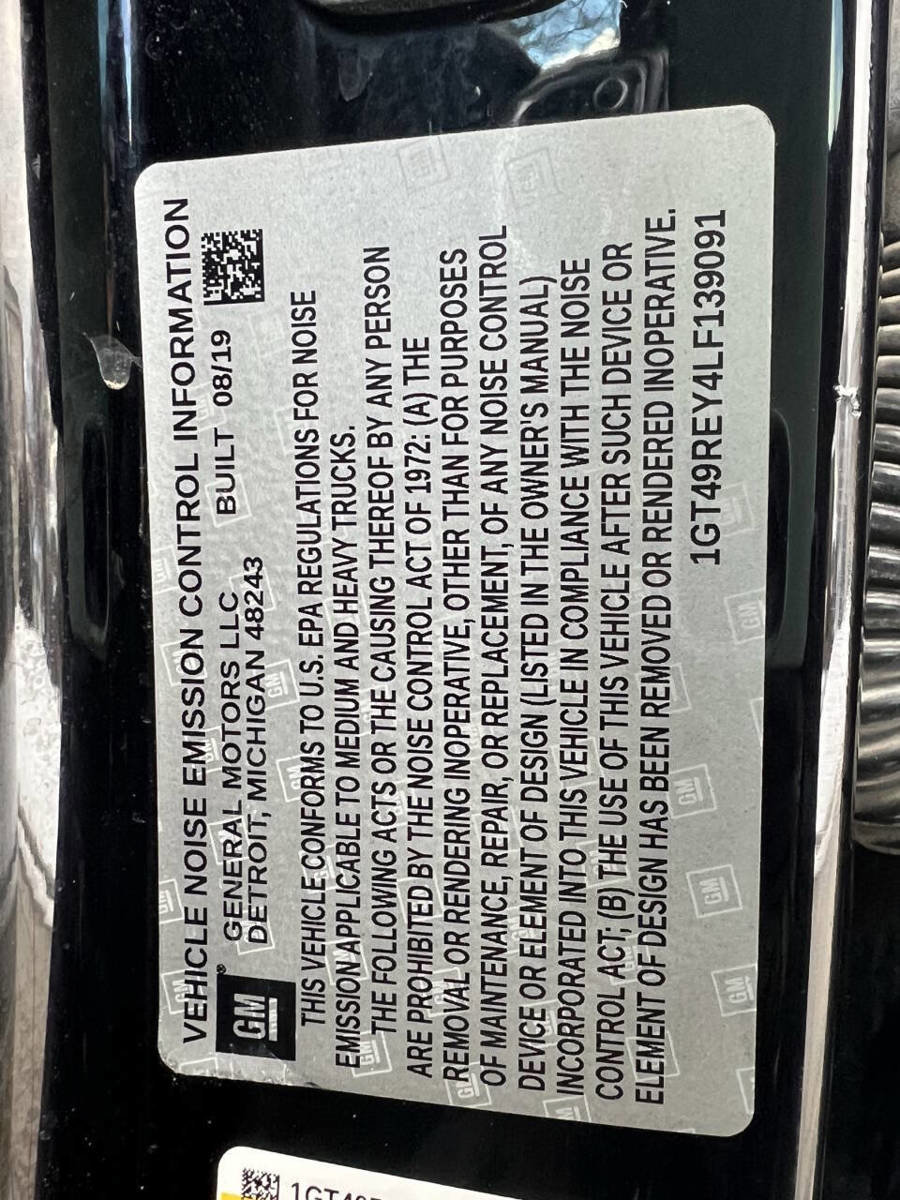 VEHICLE NOISE EMISSION CONTROL INFORMATION
GM®
GENERAL MOTORS LLC
DETROIT, MICHIGAN 48243
BUILT 08/19
THIS VEHICLE CONFORMS TO U.S. EPA REGULATIONS FOR NOISE
EMISSION APPLICABLE TO MEDIUM AND HEAVY TRUCKS.
THE FOLLOWING ACTS OR THE CAUSING THEREOF BY ANY PERSON
ARE PROHIBITED BY THE NOISE CONTROL ACT OF 1972: (A) THE
REMOVAL OR RENDERING INOPERATIVE, OTHER THAN FOR PURPOSES
OF MAINTENANCE, REPAIR, OR REPLACEMENT, OF ANY NOISE CONTROL
DEVICE OR ELEMENT OF DESIGN (LISTED IN THE OWNER'S MANUAL)
INCORPORATED INTO THIS VEHICLE IN COMPLIANCE WITH THE NOISE
CONTROL ACT; (B) THE USE OF THIS VEHICLE AFTER SUCH DEVICE OR
ELEMENT OF DESIGN HAS BEEN REMOVED OR RENDERED INOPERATIVE.
1GT49REY4LF139091